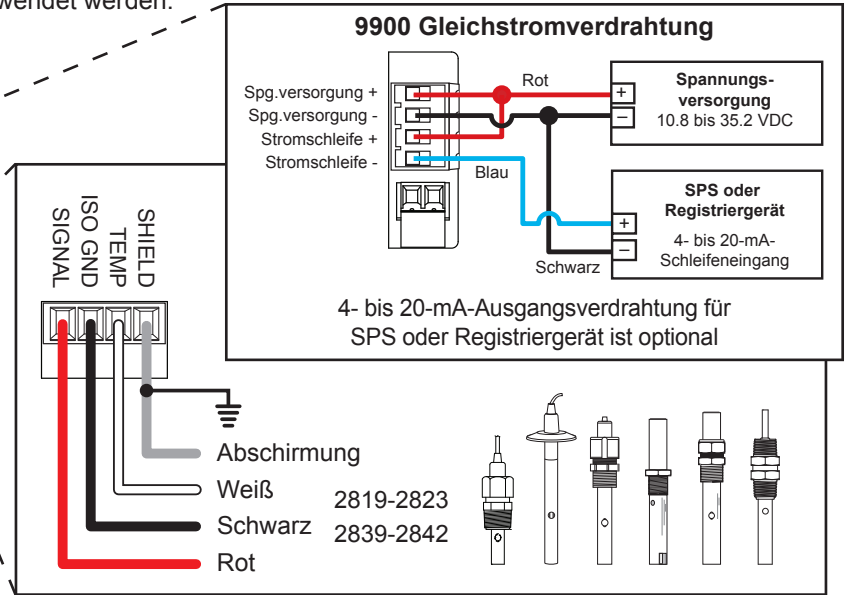 wendet werden.
9900 Gleichstromverdrahtung
Spg.versorgung +
Spg.versorgung -
Stromschleife +
Stromschleife -
Rot
Blau
Schwarz
+
–
Spannungs-
versorgung
10.8 bis 35.2 VDC
+
–
SPS oder
Registriergerät
4- bis 20-mA-
Schleifeneingang
4- bis 20-mA-Ausgangsverdrahtung für
SPS oder Registriergerät ist optional
SIGNAL
ISO GND
TEMP
SHIELD
Abschirmung
Weiß
Schwarz
Rot
2819-2823
2839-2842